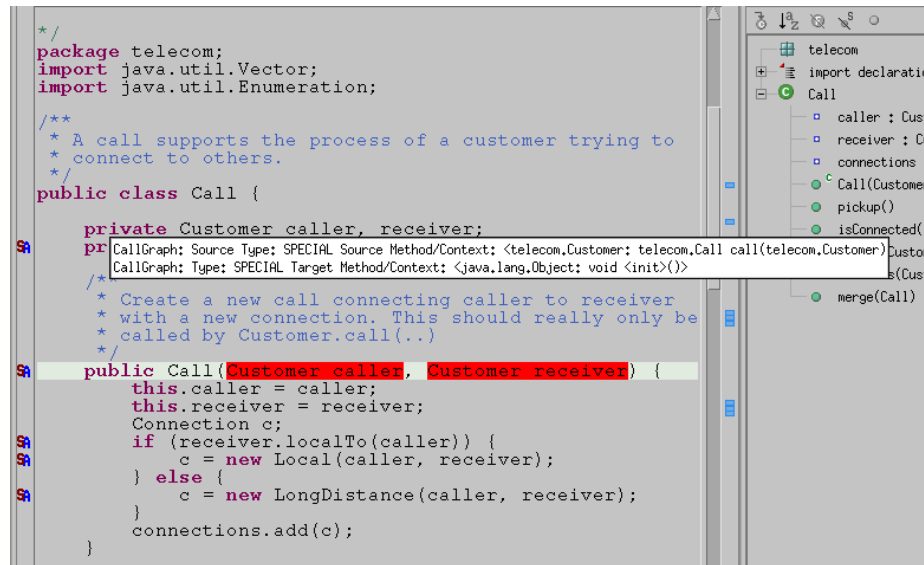 */
package telecom;
import java.util.Vector;
import java.util.Enumeration;
/**
* A call supports the process of a customer trying to
* connect to others.
*/
public class Call {
private Customer caller, receiver;
pr
CallGraph: Source Type: SPECIAL Source Method/Context: <telecom.Customer: telecom.Call call(telecom.Customer)
CallGraph: Type: SPECIAL Target Method/Context: <java.lang.Object: void <init>()>
/**
* Create a new call connecting caller to receiver
* with a new connection. This should really only be
* called by Customer.call(..)
*/
public Call(Customer caller, Customer receiver) {
this.caller = caller;
this.receiver = receiver;
Connection c;
if (receiver.localTo(caller)) {
c = new Local(caller, receiver);
} else {
c = new LongDistance(caller, receiver);
}
connections.add(c);
}
telecom
import declaratio
Call
caller : Cus
receiver : C
connections
Call(Customer
pickup()
isConnected(
Custo
s(Cus
merge(Call)